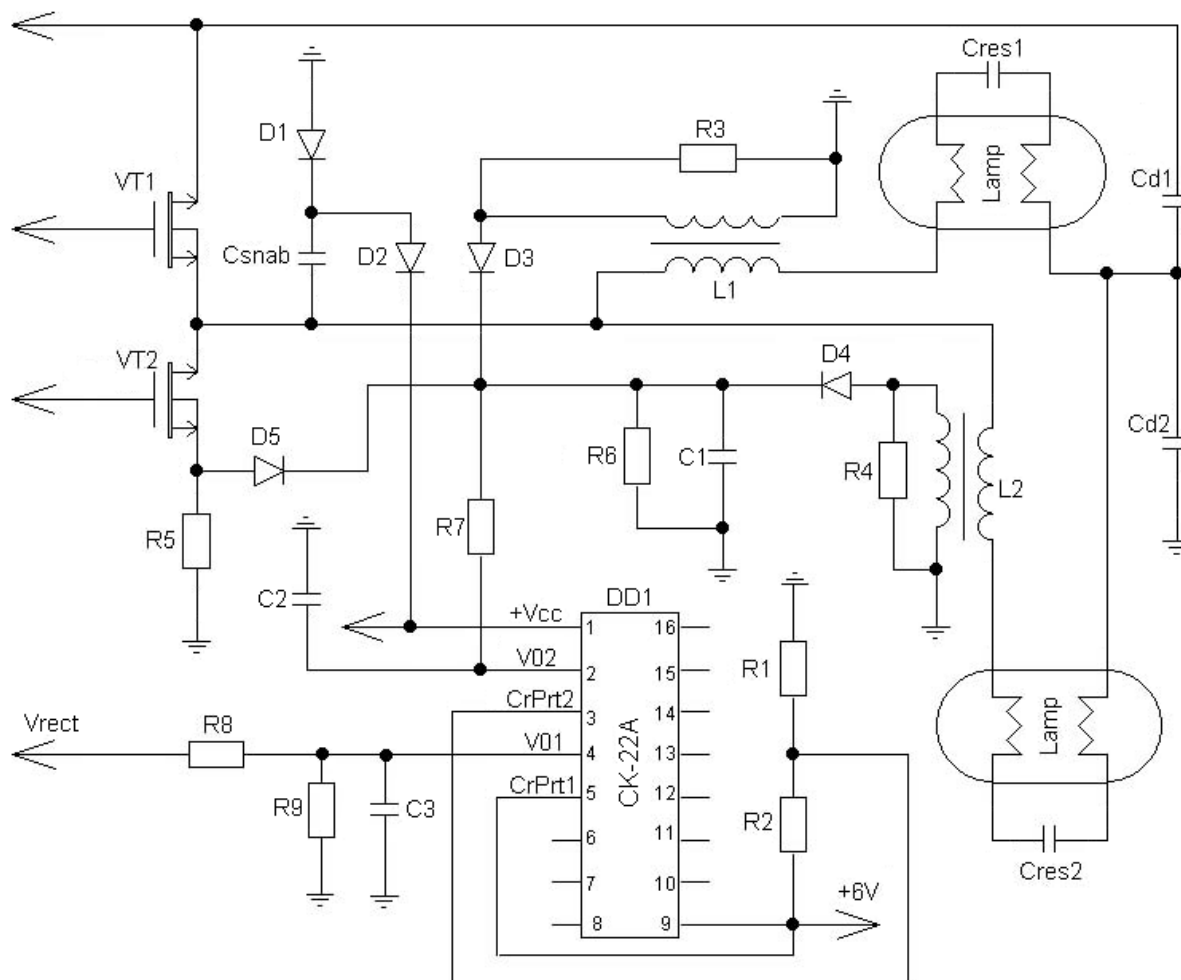 Cres1
D1
R3
Lamp
VT1
Cd1
Csnab
D2
D3
L1
VT2
D4
Cd2
D5
R6
C1
R4
L2
R5
R7
C2
DD1
+Vcc
1
16
V02
2
15
R1
CrPrt2
3
14
Vrect
R8
V01
4
13
Lamp
CrPrt1
5
12
R9
C3
CK-22A
R2
6
11
7
10
Cres2
+6V
8
9